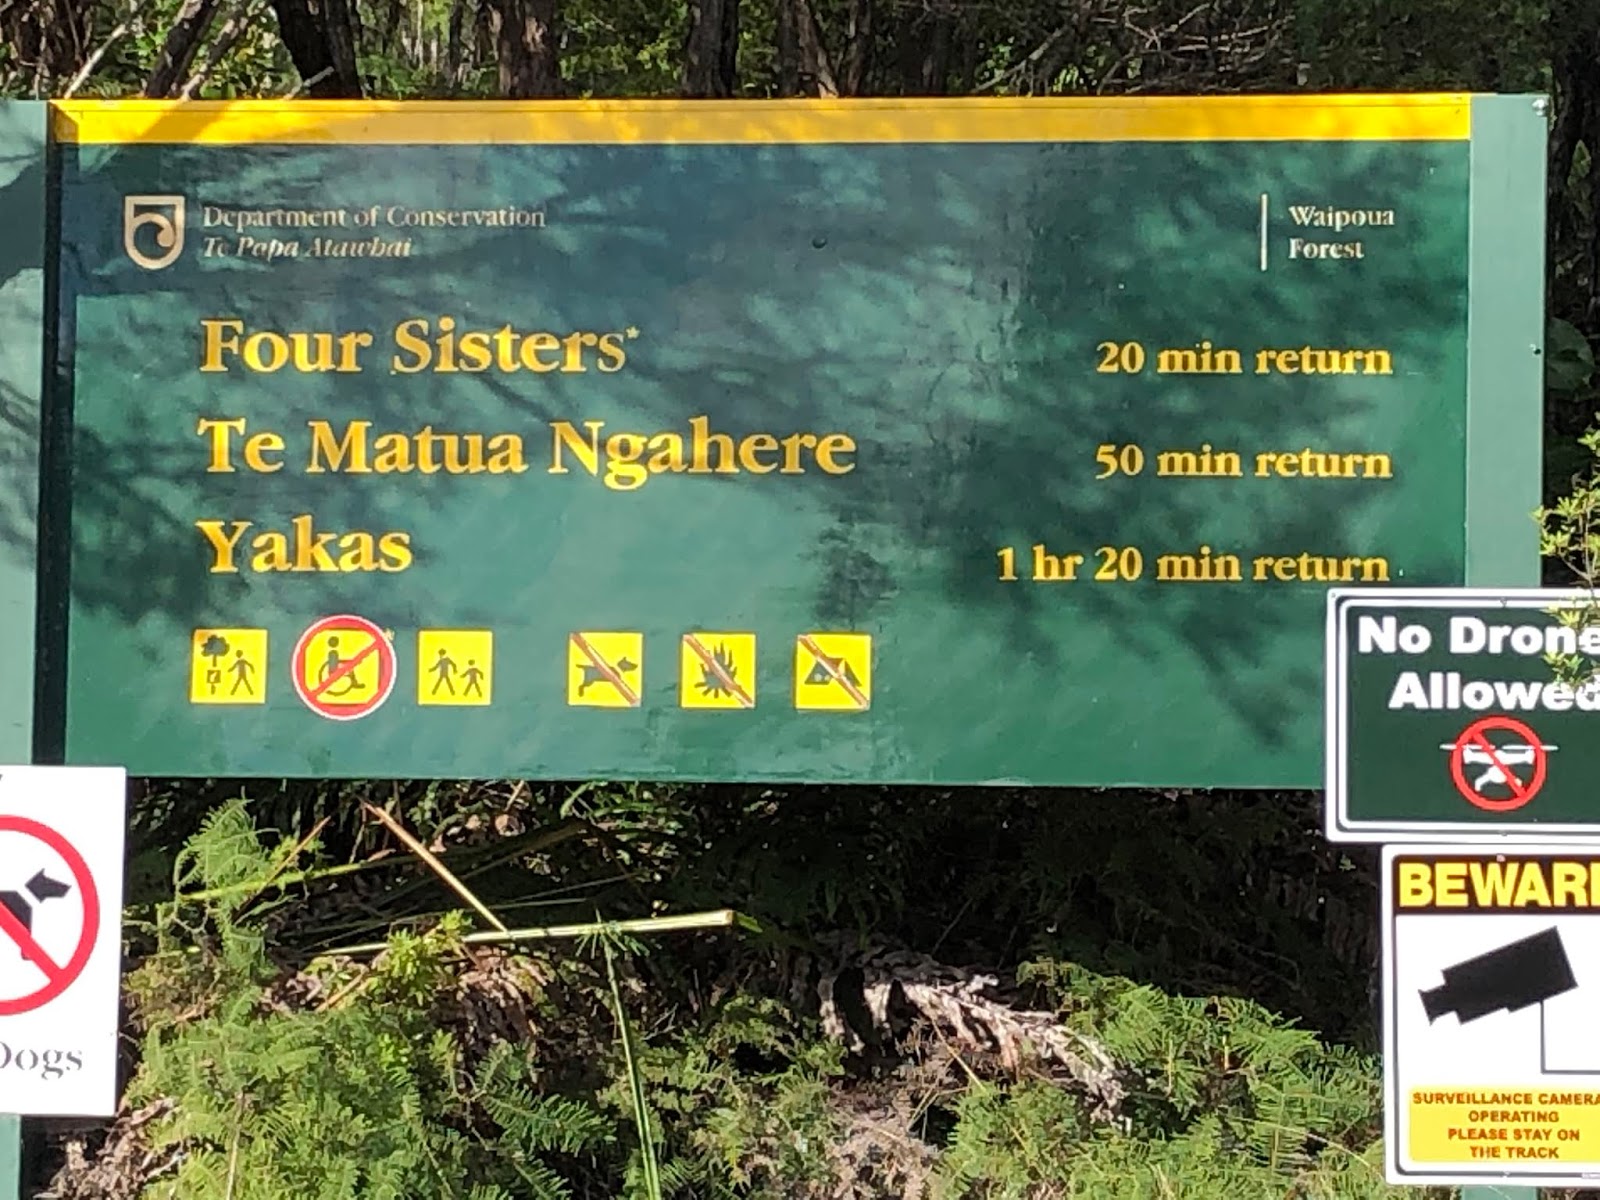 Department of Conservation
Te Papa Atawhai
Waipoua
Forest
Four Sisters* 20 min return
Te Matua Ngahere 50 min return
Yakas 1 hr 20 min return
No Drone
Allowed
BEWARE
SURVEILLANCE CAMERA
OPERATING
PLEASE STAY ON
THE TRACK
Dogs